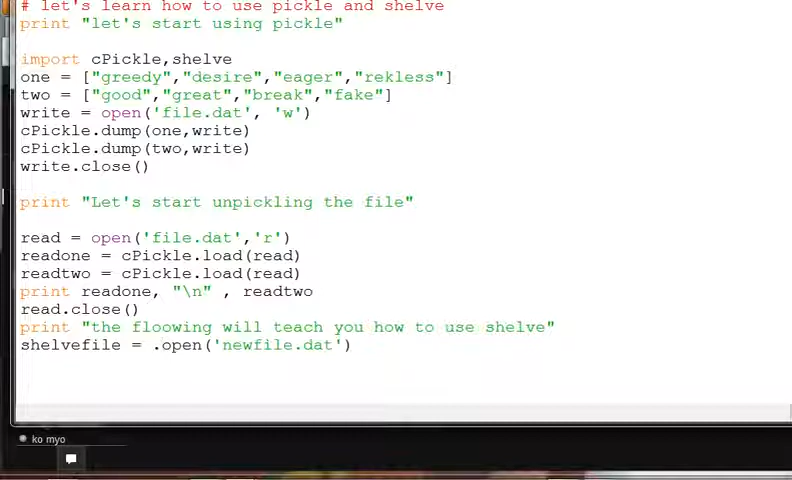 # let's learn how to use pickle and shelve
print "let's start using pickle"
import cPickle,shelve
one = ["greedy","desire","eager","rekless"]
two = ["good","great","break","fake"]
write = open('file.dat', 'w')
cPickle.dump(one,write)
cPickle.dump(two,write)
write.close()
print "Let's start unpickling the file"
read = open('file.dat','r')
readone = cPickle.load(read)
readtwo = cPickle.load(read)
print readone, "\n" , readtwo
read.close()
print "the floowing will teach you how to use shelve"
shelvefile = .open('newfile.dat')
ko myo